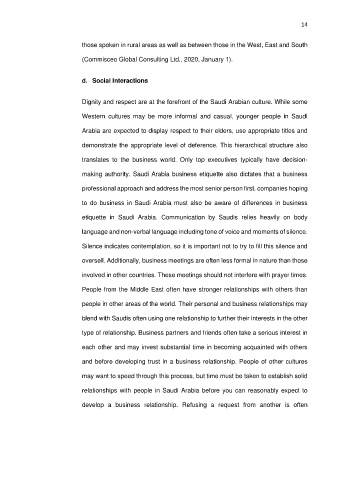 14
those spoken in rural areas as well as between those in the West, East and South
(Commisceo Global Consulting Ltd., 2020, January 1).
d. Social Interactions
Dignity and respect are at the forefront of the Saudi Arabian culture. While some
Western cultures may be more informal and casual, younger people in Saudi
Arabia are expected to display respect to their elders, use appropriate titles and
demonstrate the appropriate level of deference. This hierarchical structure also
translates to the business world. Only top executives typically have decision-
making authority. Saudi Arabia business etiquette also dictates that a business
professional approach and address the most senior person first. companies hoping
to do business in Saudi Arabia must also be aware of differences in business
etiquette in Saudi Arabia. Communication by Saudis relies heavily on body
language and non-verbal language including tone of voice and moments of silence.
Silence indicates contemplation, so it is important not to try to fill this silence and
oversell. Additionally, business meetings are often less formal in nature than those
involved in other countries. These meetings should not interfere with prayer times.
People from the Middle East often have stronger relationships with others than
people in other areas of the world. Their personal and business relationships may
blend with Saudis often using one relationship to further their interests in the other
type of relationship. Business partners and friends often take a serious interest in
each other and may invest substantial time in becoming acquainted with others
and before developing trust in a business relationship. People of other cultures
may want to speed through this process, but time must be taken to establish solid
relationships with people in Saudi Arabia before you can reasonably expect to
develop a business relationship. Refusing a request from another is often